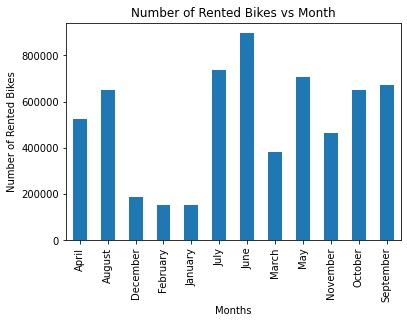 Number of Rented Bikes vs Month
Number of Rented Bikes
800000
600000
400000
200000
0
April
August
December
February
January
July
June
March
May
November
October
September
Months